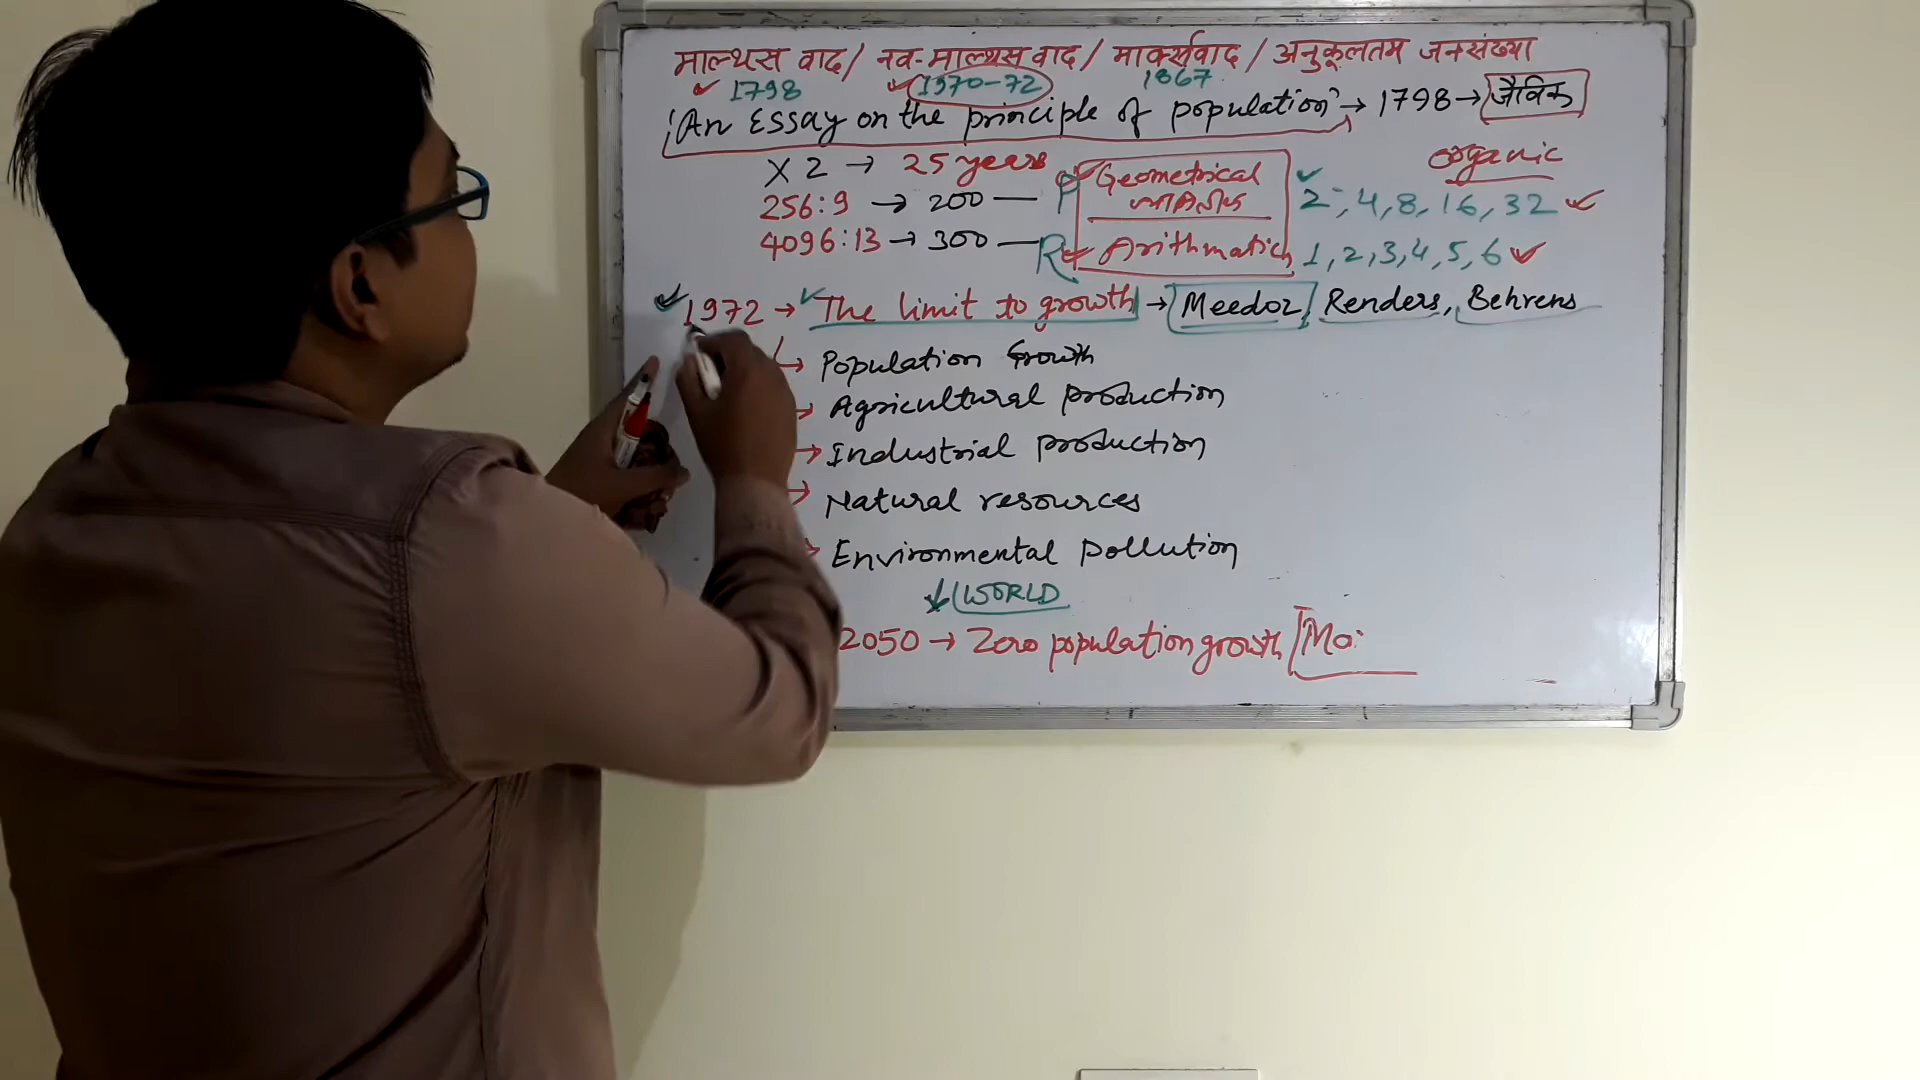 माल्थस वाद/ नव-माल्थस वाद/ मार्क्सवाद/ अनुकूलतम जनसंख्या
1798 1970-72 1867
'An Essay on the principle of population' → 1798 → जैविक
organic
X 2 → 25 years
256:9 → 200 — P Geometrical 2, 4, 8, 16, 32
4096:13 → 300 — R Arithmatic 1, 2, 3, 4, 5, 6
1972 → The limit to growth → Meedoz, Renders, Behrens
→ Population Growth
→ Agricultural production
→ Industrial production
→ Natural resources
→ Environmental pollution
↓ WORLD
2050 → Zero population growth